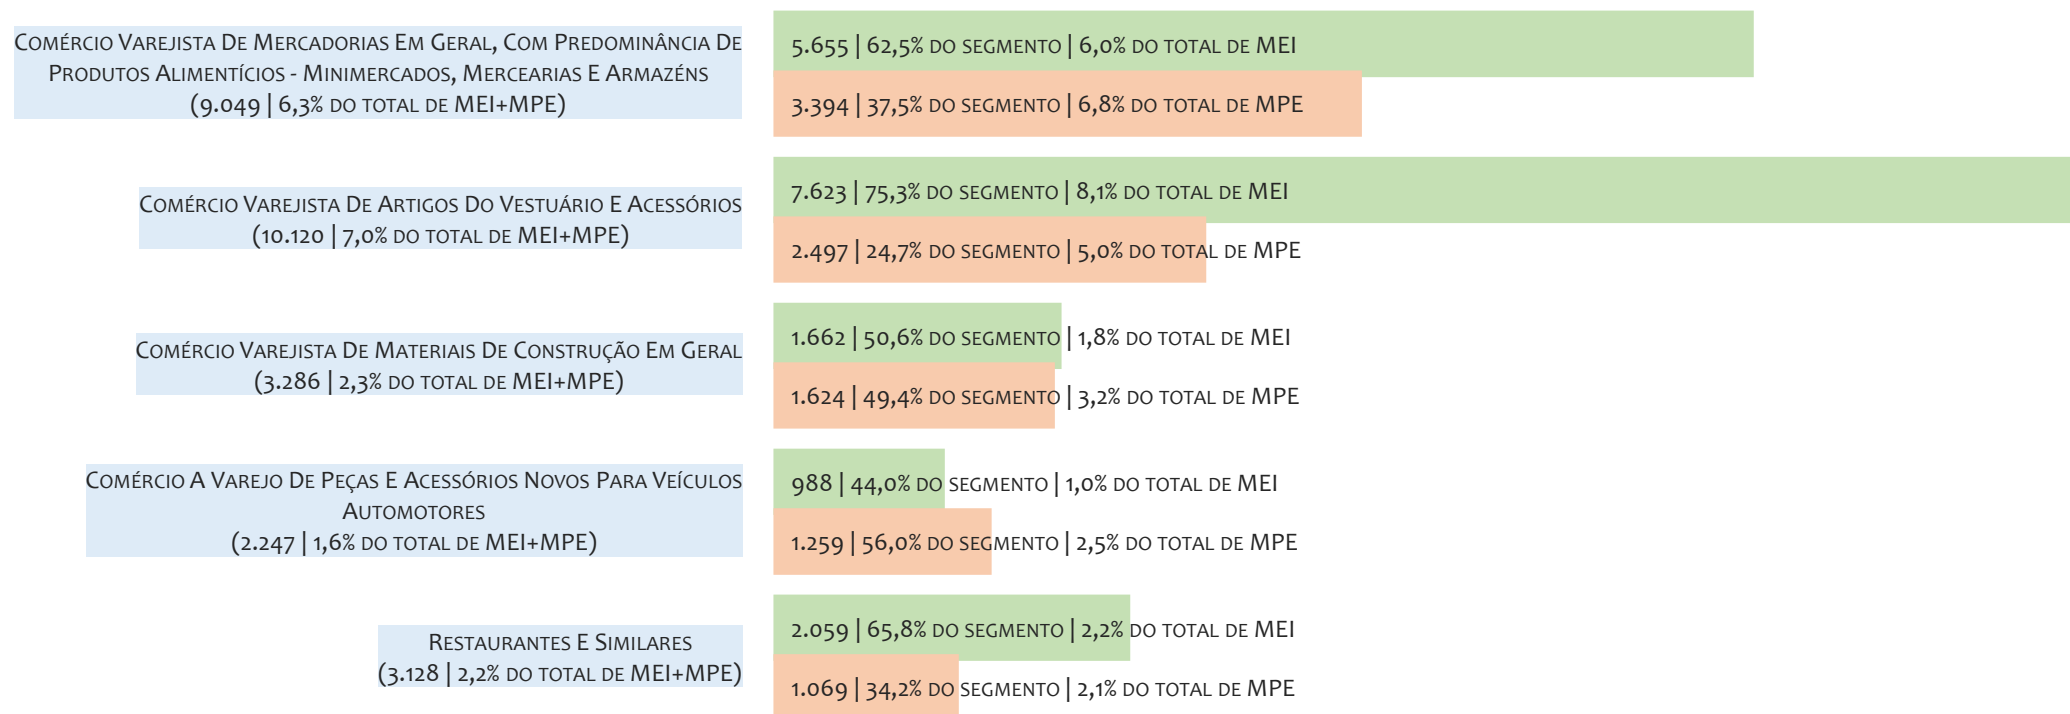 Comércio Varejista De Mercadorias Em Geral, Com Predominância De
Produtos Alimentícios - Minimercados, Mercearias E Armazéns
(9.049 | 6,3% do total de MEI+MPE)
5.655 | 62,5% do segmento | 6,0% do total de MEI
3.394 | 37,5% do segmento | 6,8% do total de MPE
Comércio Varejista De Artigos Do Vestuário E Acessórios
(10.120 | 7,0% do total de MEI+MPE)
7.623 | 75,3% do segmento | 8,1% do total de MEI
2.497 | 24,7% do segmento | 5,0% do total de MPE
Comércio Varejista De Materiais De Construção Em Geral
(3.286 | 2,3% do total de MEI+MPE)
1.662 | 50,6% do segmento | 1,8% do total de MEI
1.624 | 49,4% do segmento | 3,2% do total de MPE
Comércio A Varejo De Peças E Acessórios Novos Para Veículos
Automotores
(2.247 | 1,6% do total de MEI+MPE)
988 | 44,0% do segmento | 1,0% do total de MEI
1.259 | 56,0% do segmento | 2,5% do total de MPE
Restaurantes E Similares
(3.128 | 2,2% do total de MEI+MPE)
2.059 | 65,8% do segmento | 2,2% do total de MEI
1.069 | 34,2% do segmento | 2,1% do total de MPE